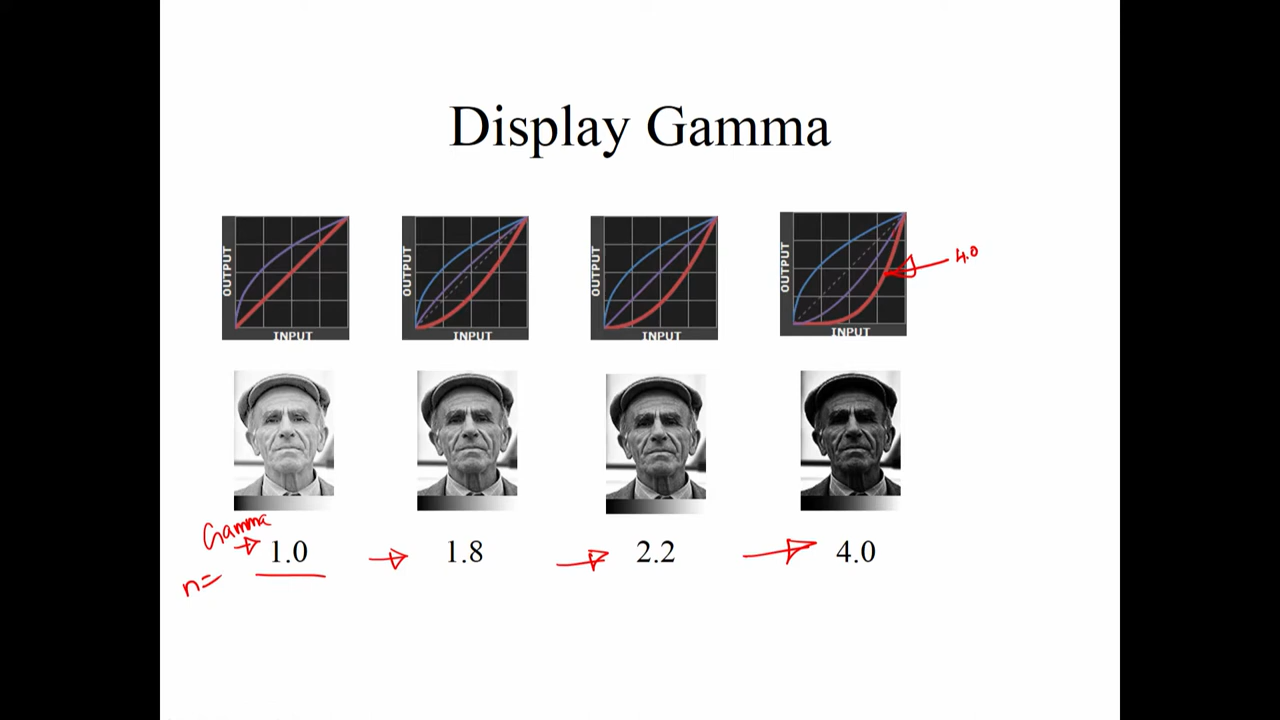 Display Gamma
OUTPUT OUTPUT OUTPUT OUTPUT
4.0
INPUT INPUT INPUT INPUT
Gamma
1.0 1.8 2.2 4.0
n=